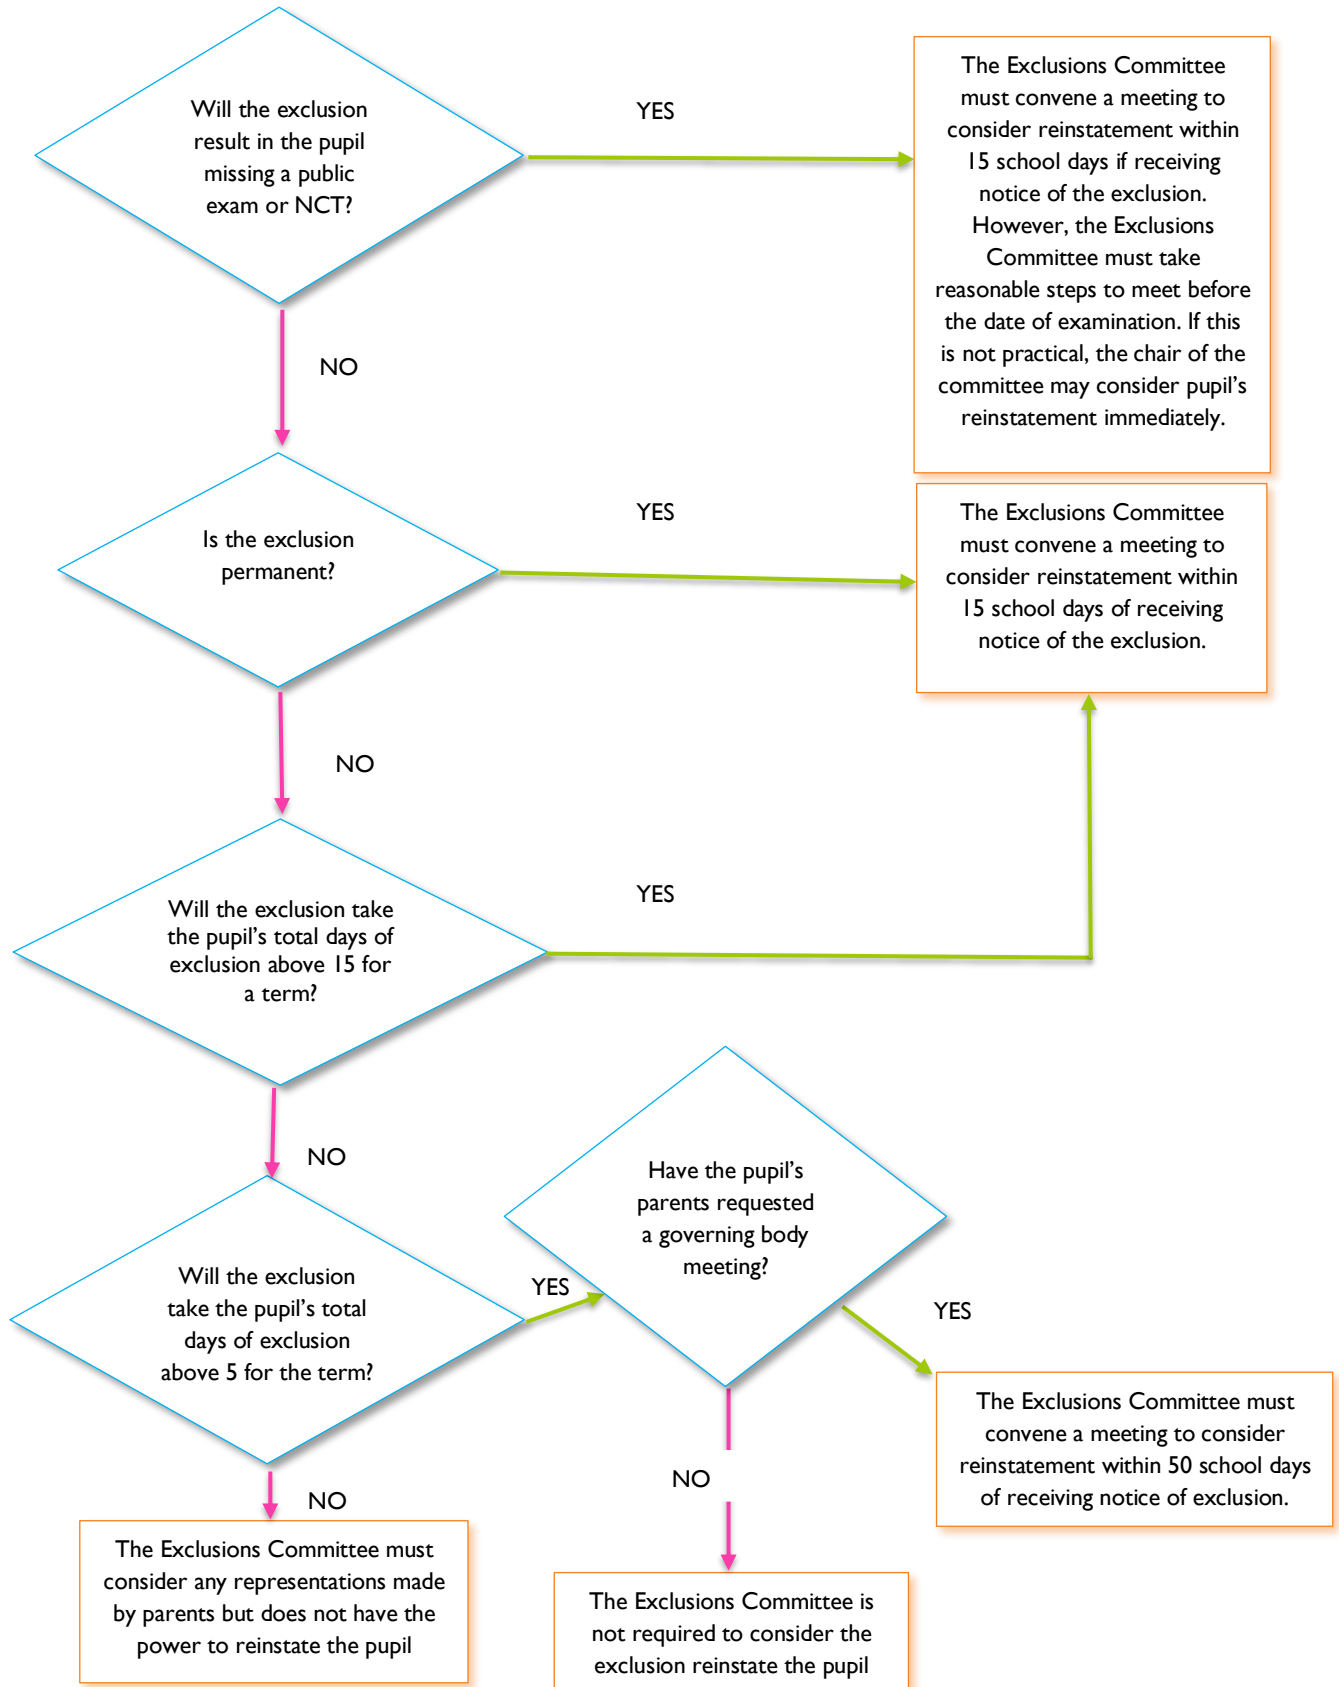 Will the exclusion
result in the pupil
missing a public
exam or NCT?
YES
The Exclusions Committee
must convene a meeting to
consider reinstatement within
15 school days if receiving
notice of the exclusion.
However, the Exclusions
Committee must take
reasonable steps to meet before
the date of examination. If this
is not practical, the chair of the
committee may consider pupil’s
reinstatement immediately.
NO
Is the exclusion
permanent?
YES
The Exclusions Committee
must convene a meeting to
consider reinstatement within
15 school days of receiving
notice of the exclusion.
NO
Will the exclusion take
the pupil’s total days of
exclusion above 15 for
a term?
YES
NO
Will the exclusion
take the pupil’s total
days of exclusion
above 5 for the term?
YES
Have the pupil’s
parents requested
a governing body
meeting?
YES
The Exclusions Committee must
convene a meeting to consider
reinstatement within 50 school days
of receiving notice of exclusion.
NO
The Exclusions Committee must
consider any representations made
by parents but does not have the
power to reinstate the pupil
NO
The Exclusions Committee is
not required to consider the
exclusion reinstate the pupil